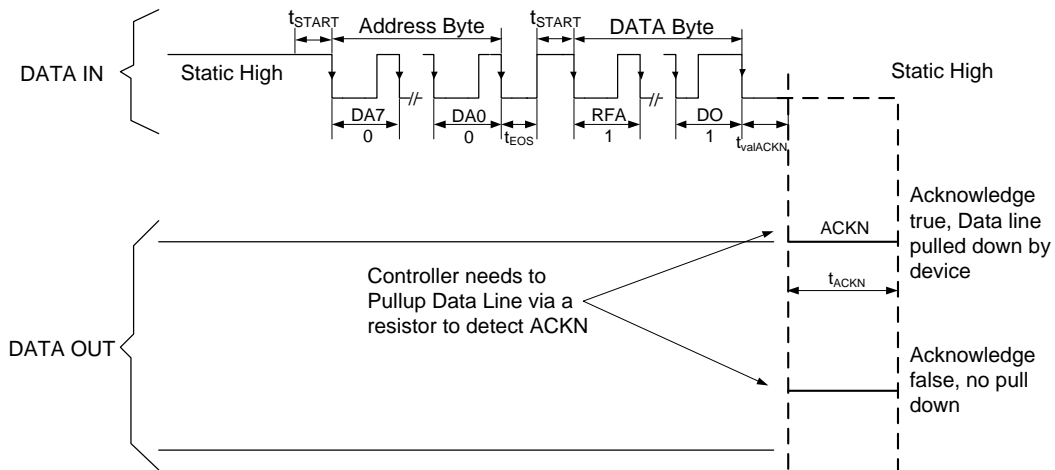 tSTART
Address Byte
tSTART
DATA Byte
DATA IN
Static High
Static High
DA7
0
DA0
0
tEOS
RFA
1
DO
1
tvalACKN
ACKN
Acknowledge
true, Data line
pulled down by
device
tACKN
Controller needs to
Pullup Data Line via a
resistor to detect ACKN
DATA OUT
Acknowledge
false, no pull
down